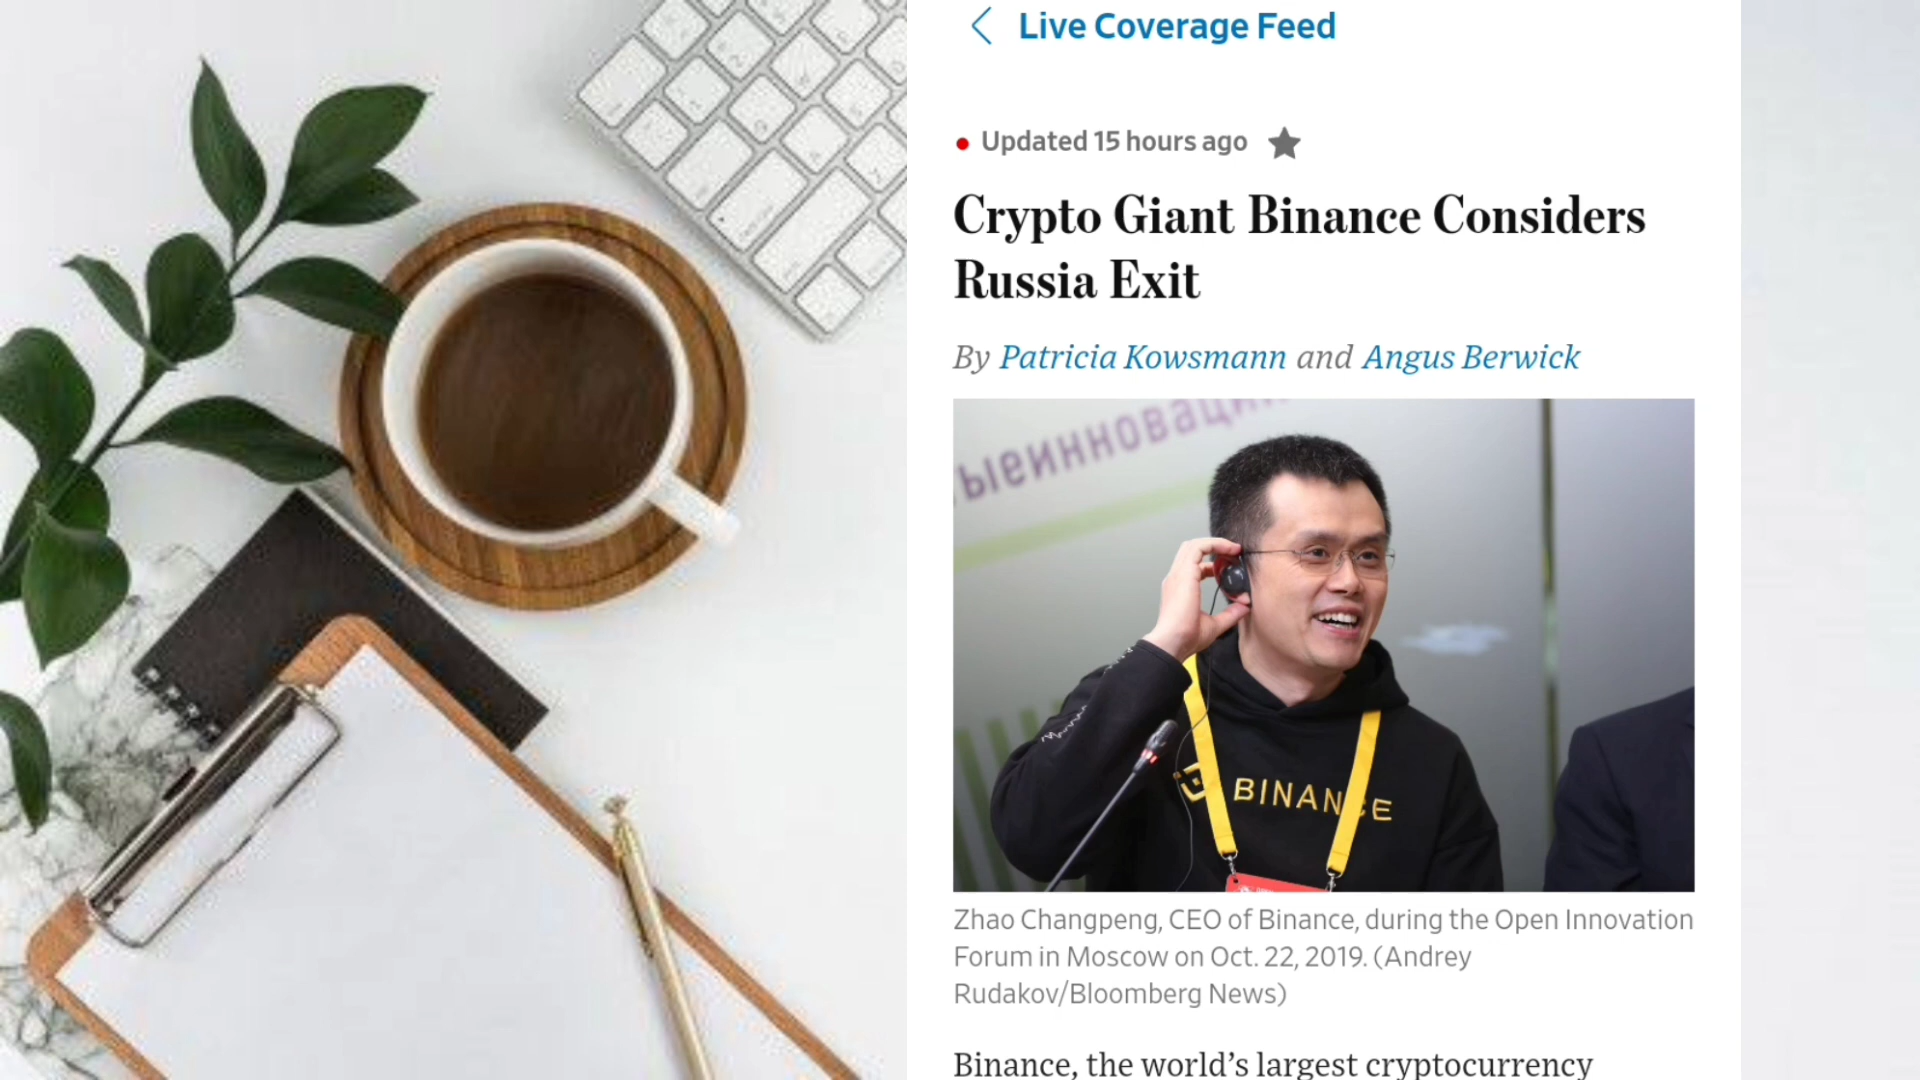 Live Coverage Feed
Updated 15 hours ago
Crypto Giant Binance Considers
Russia Exit
By Patricia Kowsmann and Angus Berwick
ыеинноваци
BINANCE
Zhao Changpeng, CEO of Binance, during the Open Innovation
Forum in Moscow on Oct. 22, 2019. (Andrey
Rudakov/Bloomberg News)
Binance, the world’s largest cryptocurrency